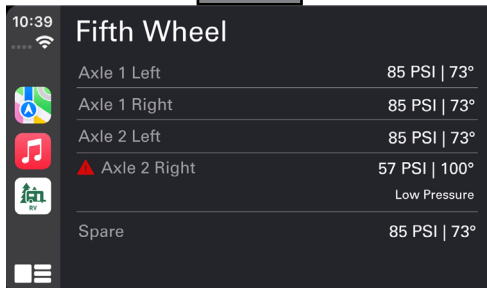 10:39
Fifth Wheel
Axle 1 Left 85 PSI | 73°
Axle 1 Right 85 PSI | 73°
Axle 2 Left 85 PSI | 73°
Axle 2 Right 57 PSI | 100°
Low Pressure
Spare 85 PSI | 73°
RV